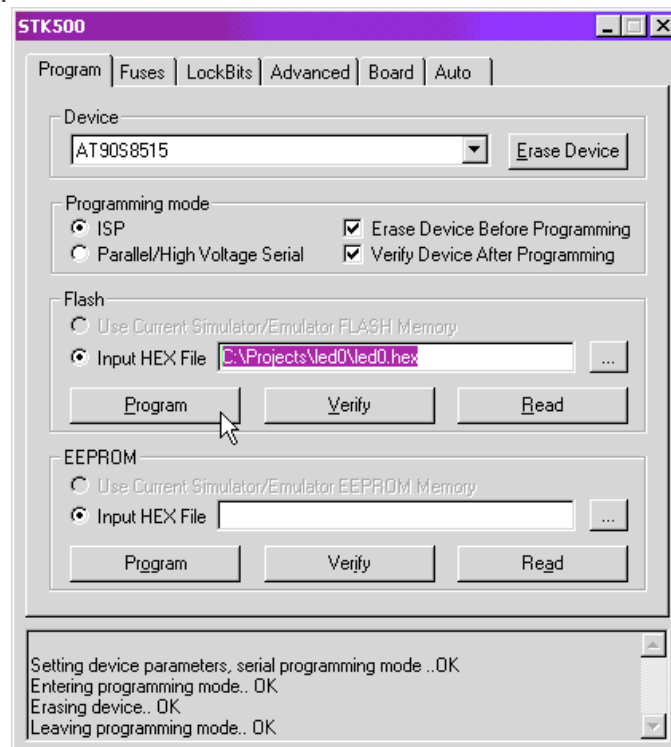 STK500
Program Fuses LockBits Advanced Board Auto
Device
AT90S8515 Erase Device
Programming mode
ISP Erase Device Before Programming
Parallel/High Voltage Serial Verify Device After Programming
Flash
Use Current Simulator/Emulator FLASH Memory
Input HEX File C:\Projects\led0\led0.hex ...
Program Verify Read
EEPROM
Use Current Simulator/Emulator EEPROM Memory
Input HEX File ...
Program Verify Read
Setting device parameters, serial programming mode ..OK
Entering programming mode.. OK
Erasing device.. OK
Leaving programming mode.. OK